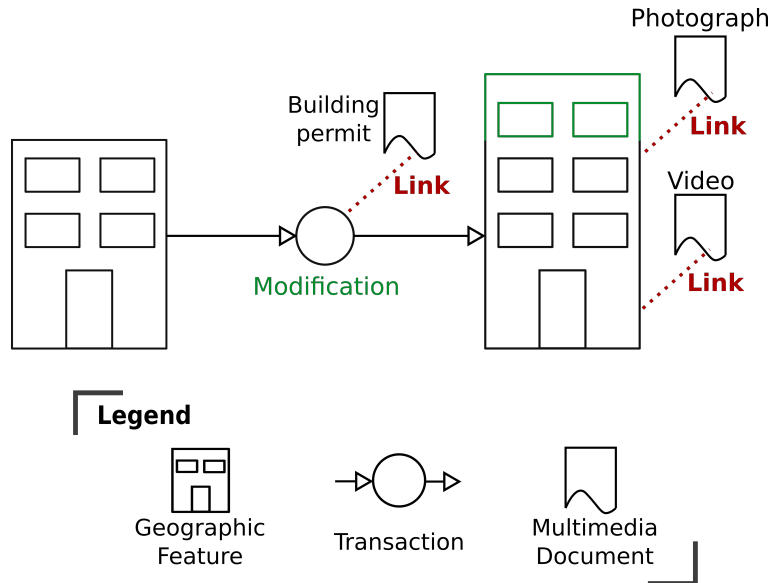 Photograph
Building
permit
Link
Link
Video
Modification
Link
Legend
Geographic
Feature
Transaction
Multimedia
Document